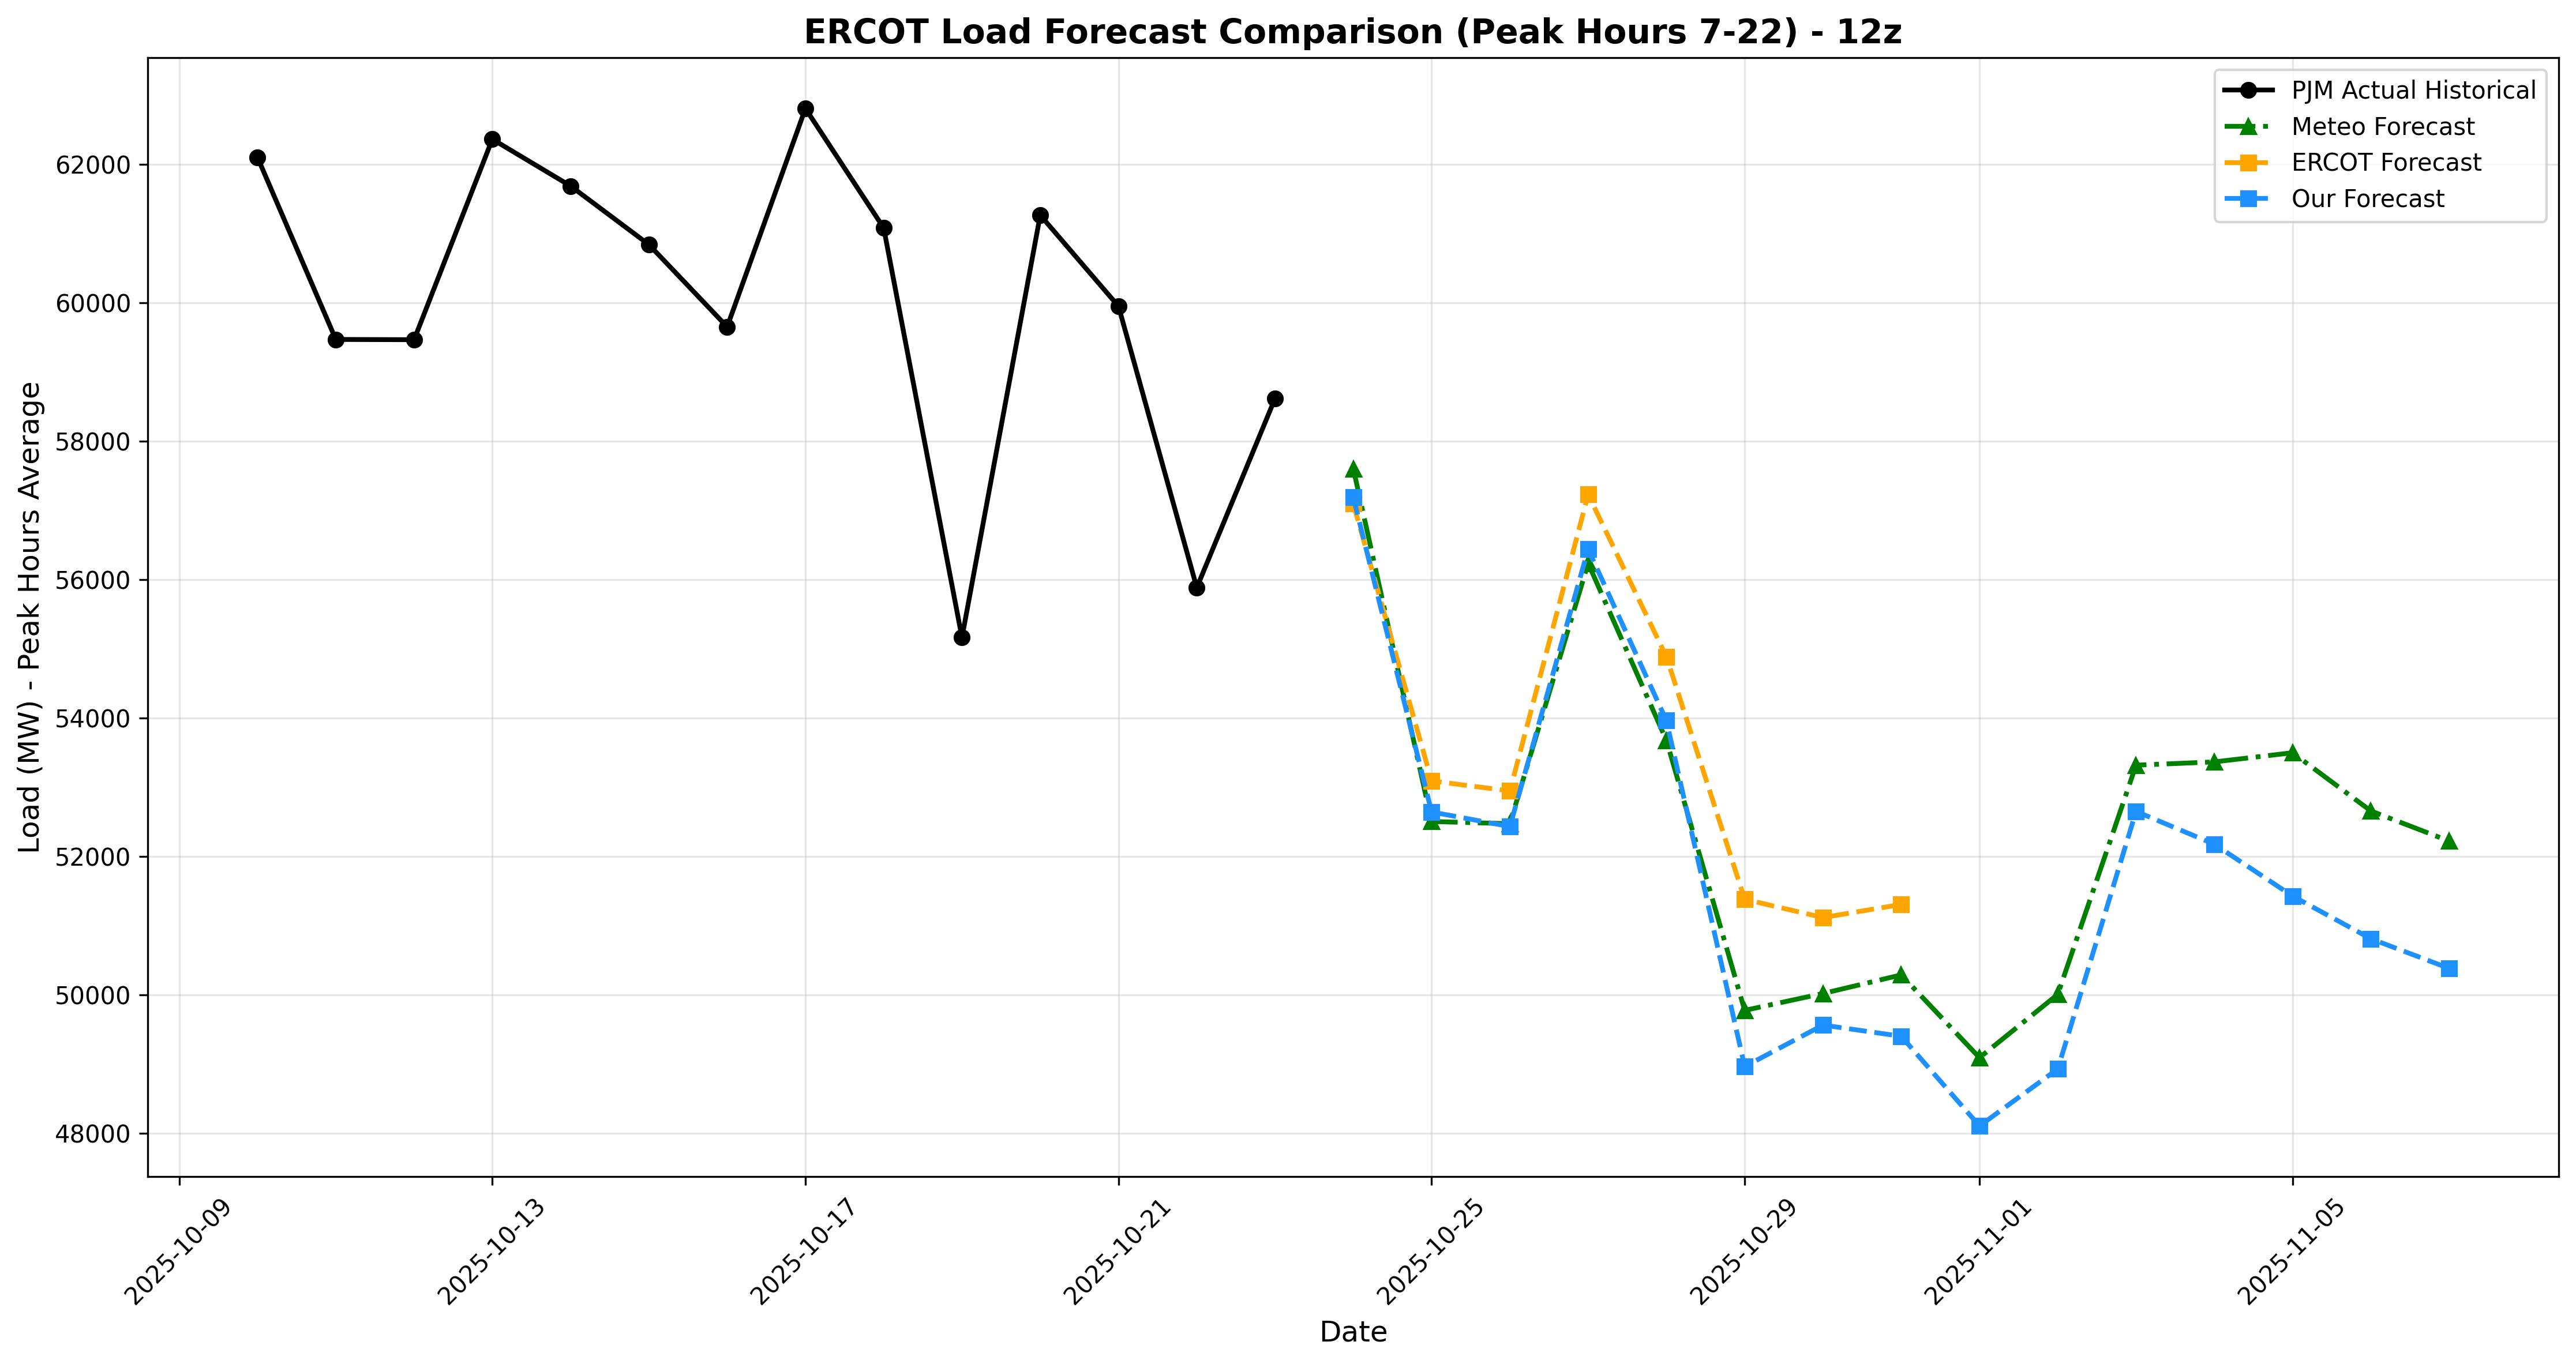 ERCOT Load Forecast Comparison (Peak Hours 7-22) - 12z
PJM Actual Historical
Meteo Forecast
ERCOT Forecast
Our Forecast
Load (MW) - Peak Hours Average
62000
60000
58000
56000
54000
52000
50000
48000
2025-10-09
2025-10-13
2025-10-17
2025-10-21
2025-10-25
2025-10-29
2025-11-01
2025-11-05
Date